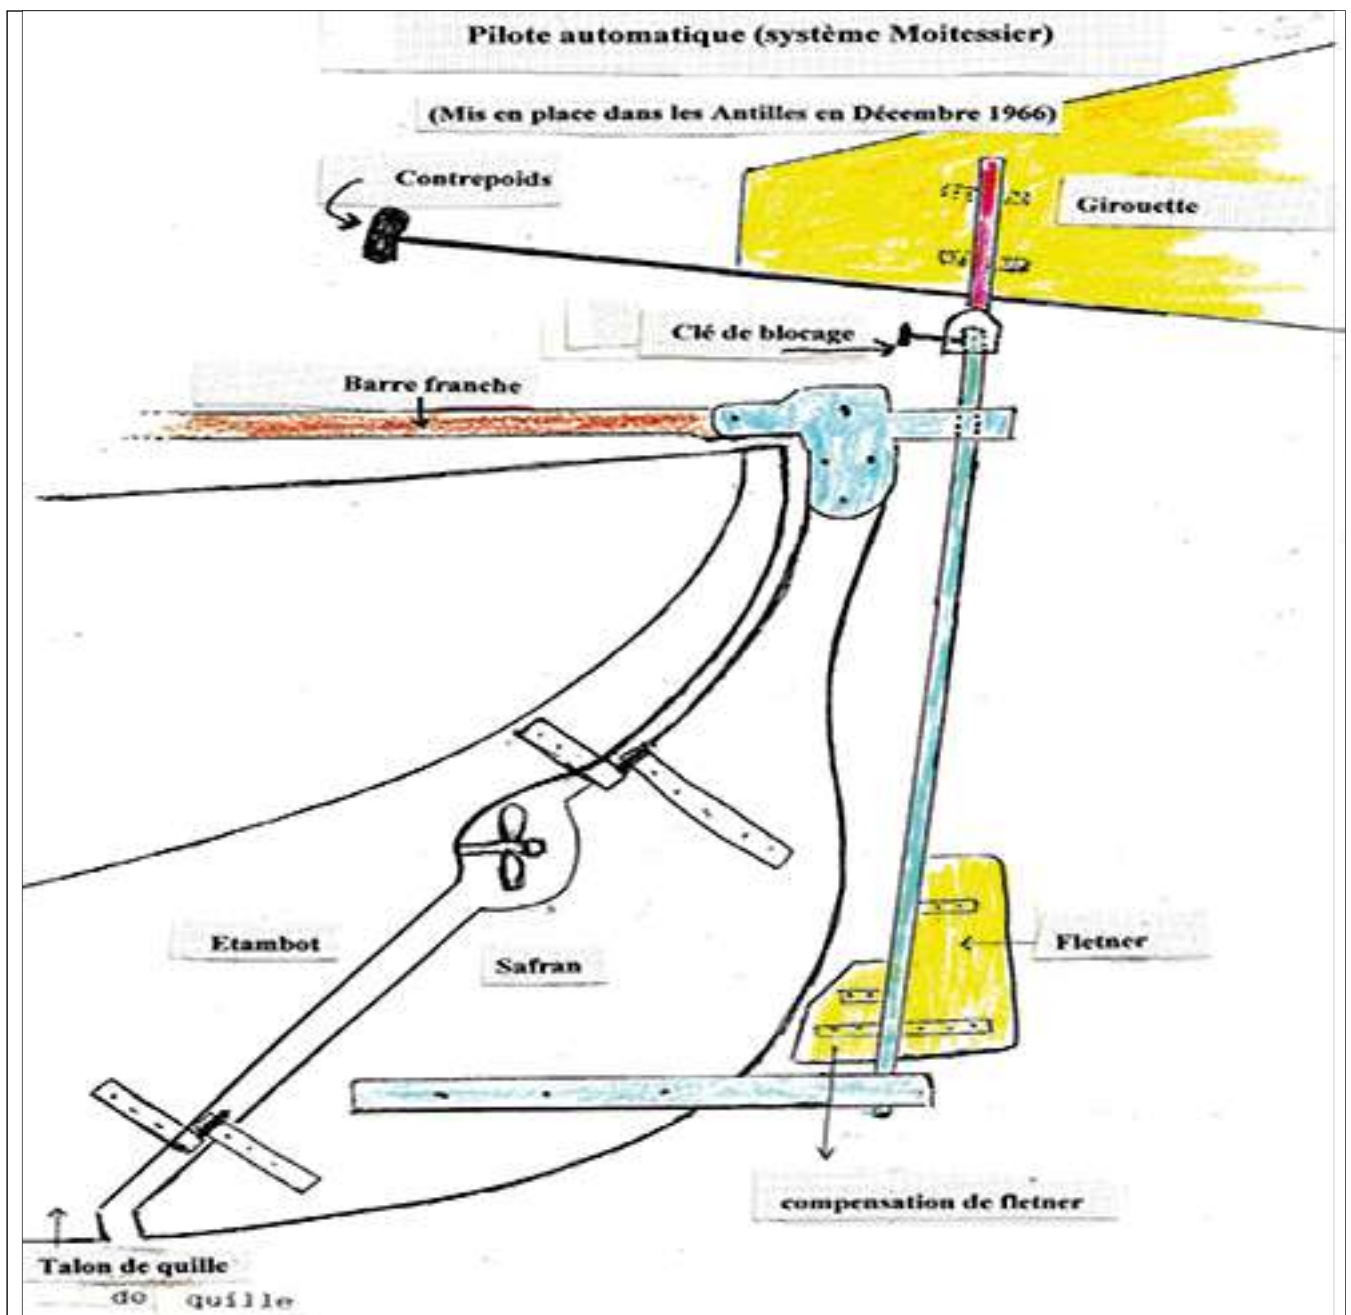 Pilote automatique (système Moitessier)
(Mis en place dans les Antilles en Décembre 1966)
Contrepoids
Girouette
Clé de blocage
Barre franche
Etambot
Safran
Fletner
compensation de fletner
Talon de quille
do quille